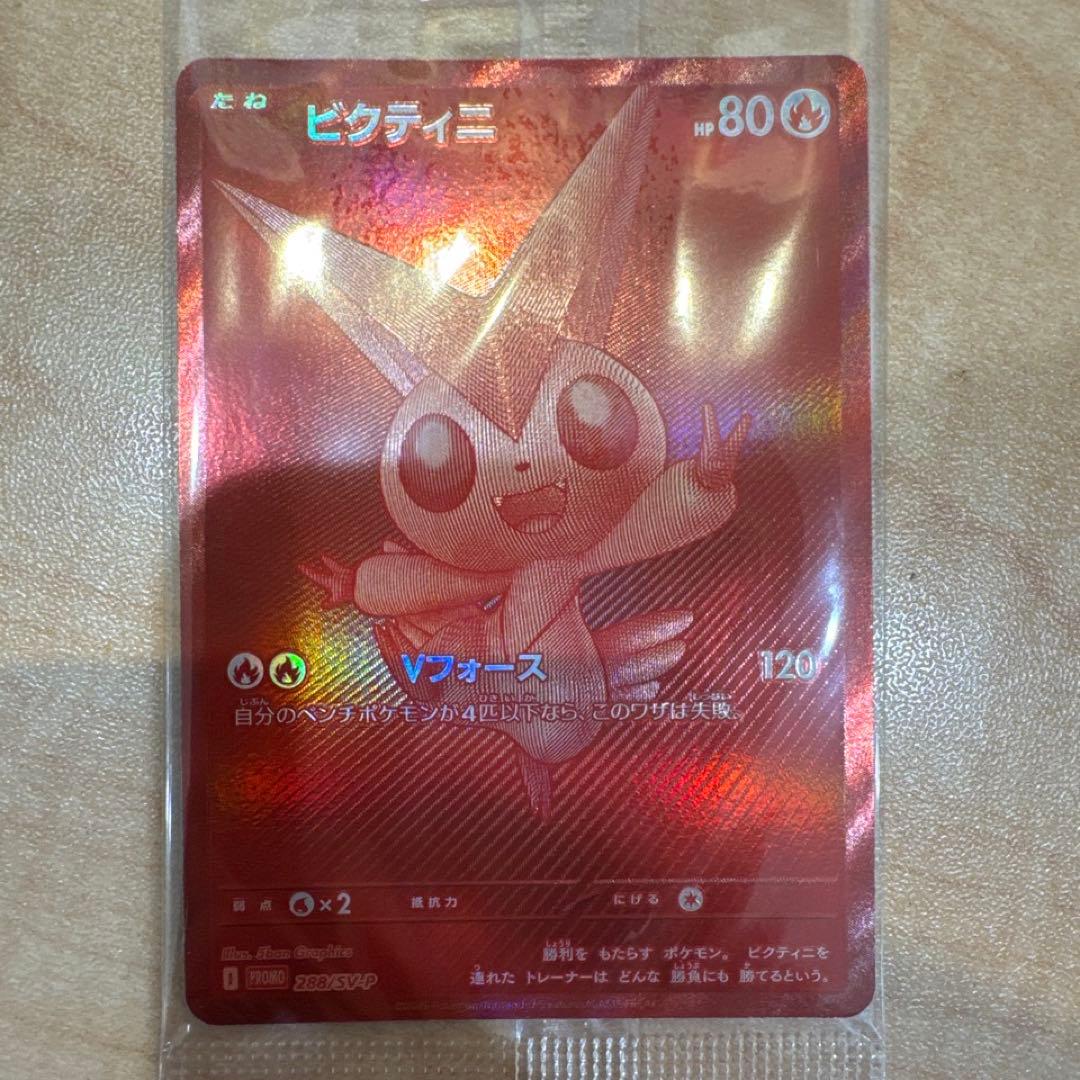 たね ビクティニ HP 80
Vフォース 120
自分のベンチポケモンが4匹以下なら、このワザは失敗。
弱点 ×2 抵抗力 にげる
Illus. 5ban Graphics
勝利を もたらす ポケモン。 ビクティニを
連れた トレーナーは どんな 勝負にも 勝てるという。
I PROMO 288/SV-P